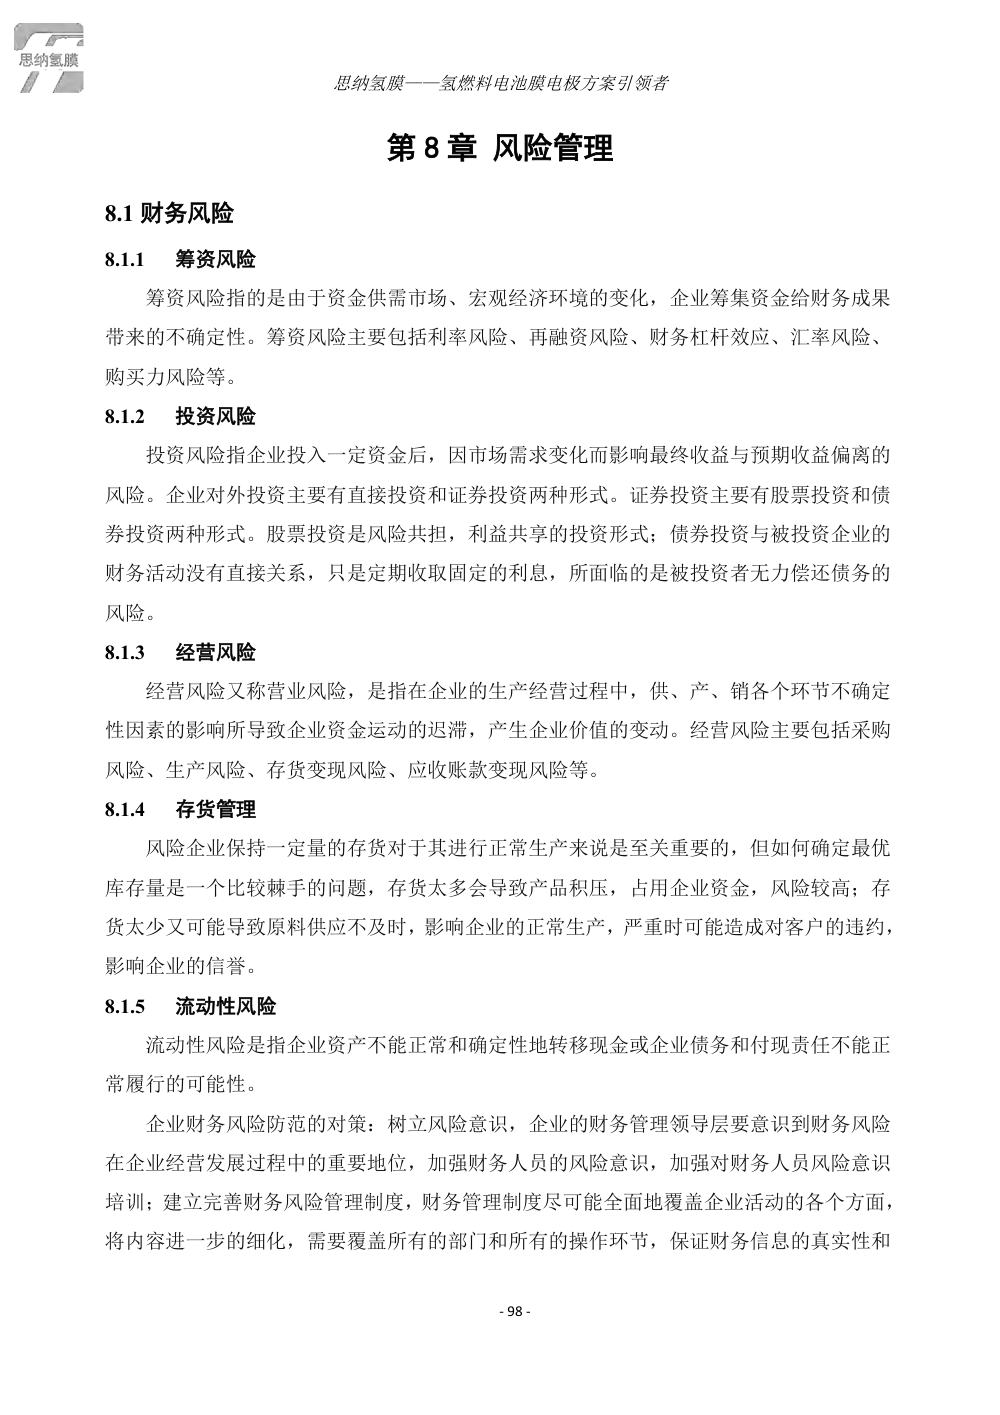 思纳氢膜
思纳氢膜——氢燃料电池膜电极方案引领者
第 8 章 风险管理
8.1 财务风险
8.1.1 筹资风险
筹资风险指的是由于资金供需市场、宏观经济环境的变化，企业筹集资金给财务成果
带来的不确定性。筹资风险主要包括利率风险、再融资风险、财务杠杆效应、汇率风险、
购买力风险等。
8.1.2 投资风险
投资风险指企业投入一定资金后，因市场需求变化而影响最终收益与预期收益偏离的
风险。企业对外投资主要有直接投资和证券投资两种形式。证券投资主要有股票投资和债
券投资两种形式。股票投资是风险共担，利益共享的投资形式；债券投资与被投资企业的
财务活动没有直接关系，只是定期收取固定的利息，所面临的是被投资者无力偿还债务的
风险。
8.1.3 经营风险
经营风险又称营业风险，是指在企业的生产经营过程中，供、产、销各个环节不确定
性因素的影响所导致企业资金运动的迟滞，产生企业价值的变动。经营风险主要包括采购
风险、生产风险、存货变现风险、应收账款变现风险等。
8.1.4 存货管理
风险企业保持一定量的存货对于其进行正常生产来说是至关重要的，但如何确定最优
库存量是一个比较棘手的问题，存货太多会导致产品积压，占用企业资金，风险较高；存
货太少又可能导致原料供应不及时，影响企业的正常生产，严重时可能造成对客户的违约，
影响企业的信誉。
8.1.5 流动性风险
流动性风险是指企业资产不能正常和确定性地转移现金或企业债务和付现责任不能正
常履行的可能性。
企业财务风险防范的对策：树立风险意识，企业的财务管理领导层要意识到财务风险
在企业经营发展过程中的重要地位，加强财务人员的风险意识，加强对财务人员风险意识
培训；建立完善财务风险管理制度，财务管理制度尽可能全面地覆盖企业活动的各个方面，
将内容进一步的细化，需要覆盖所有的部门和所有的操作环节，保证财务信息的真实性和
- 98 -